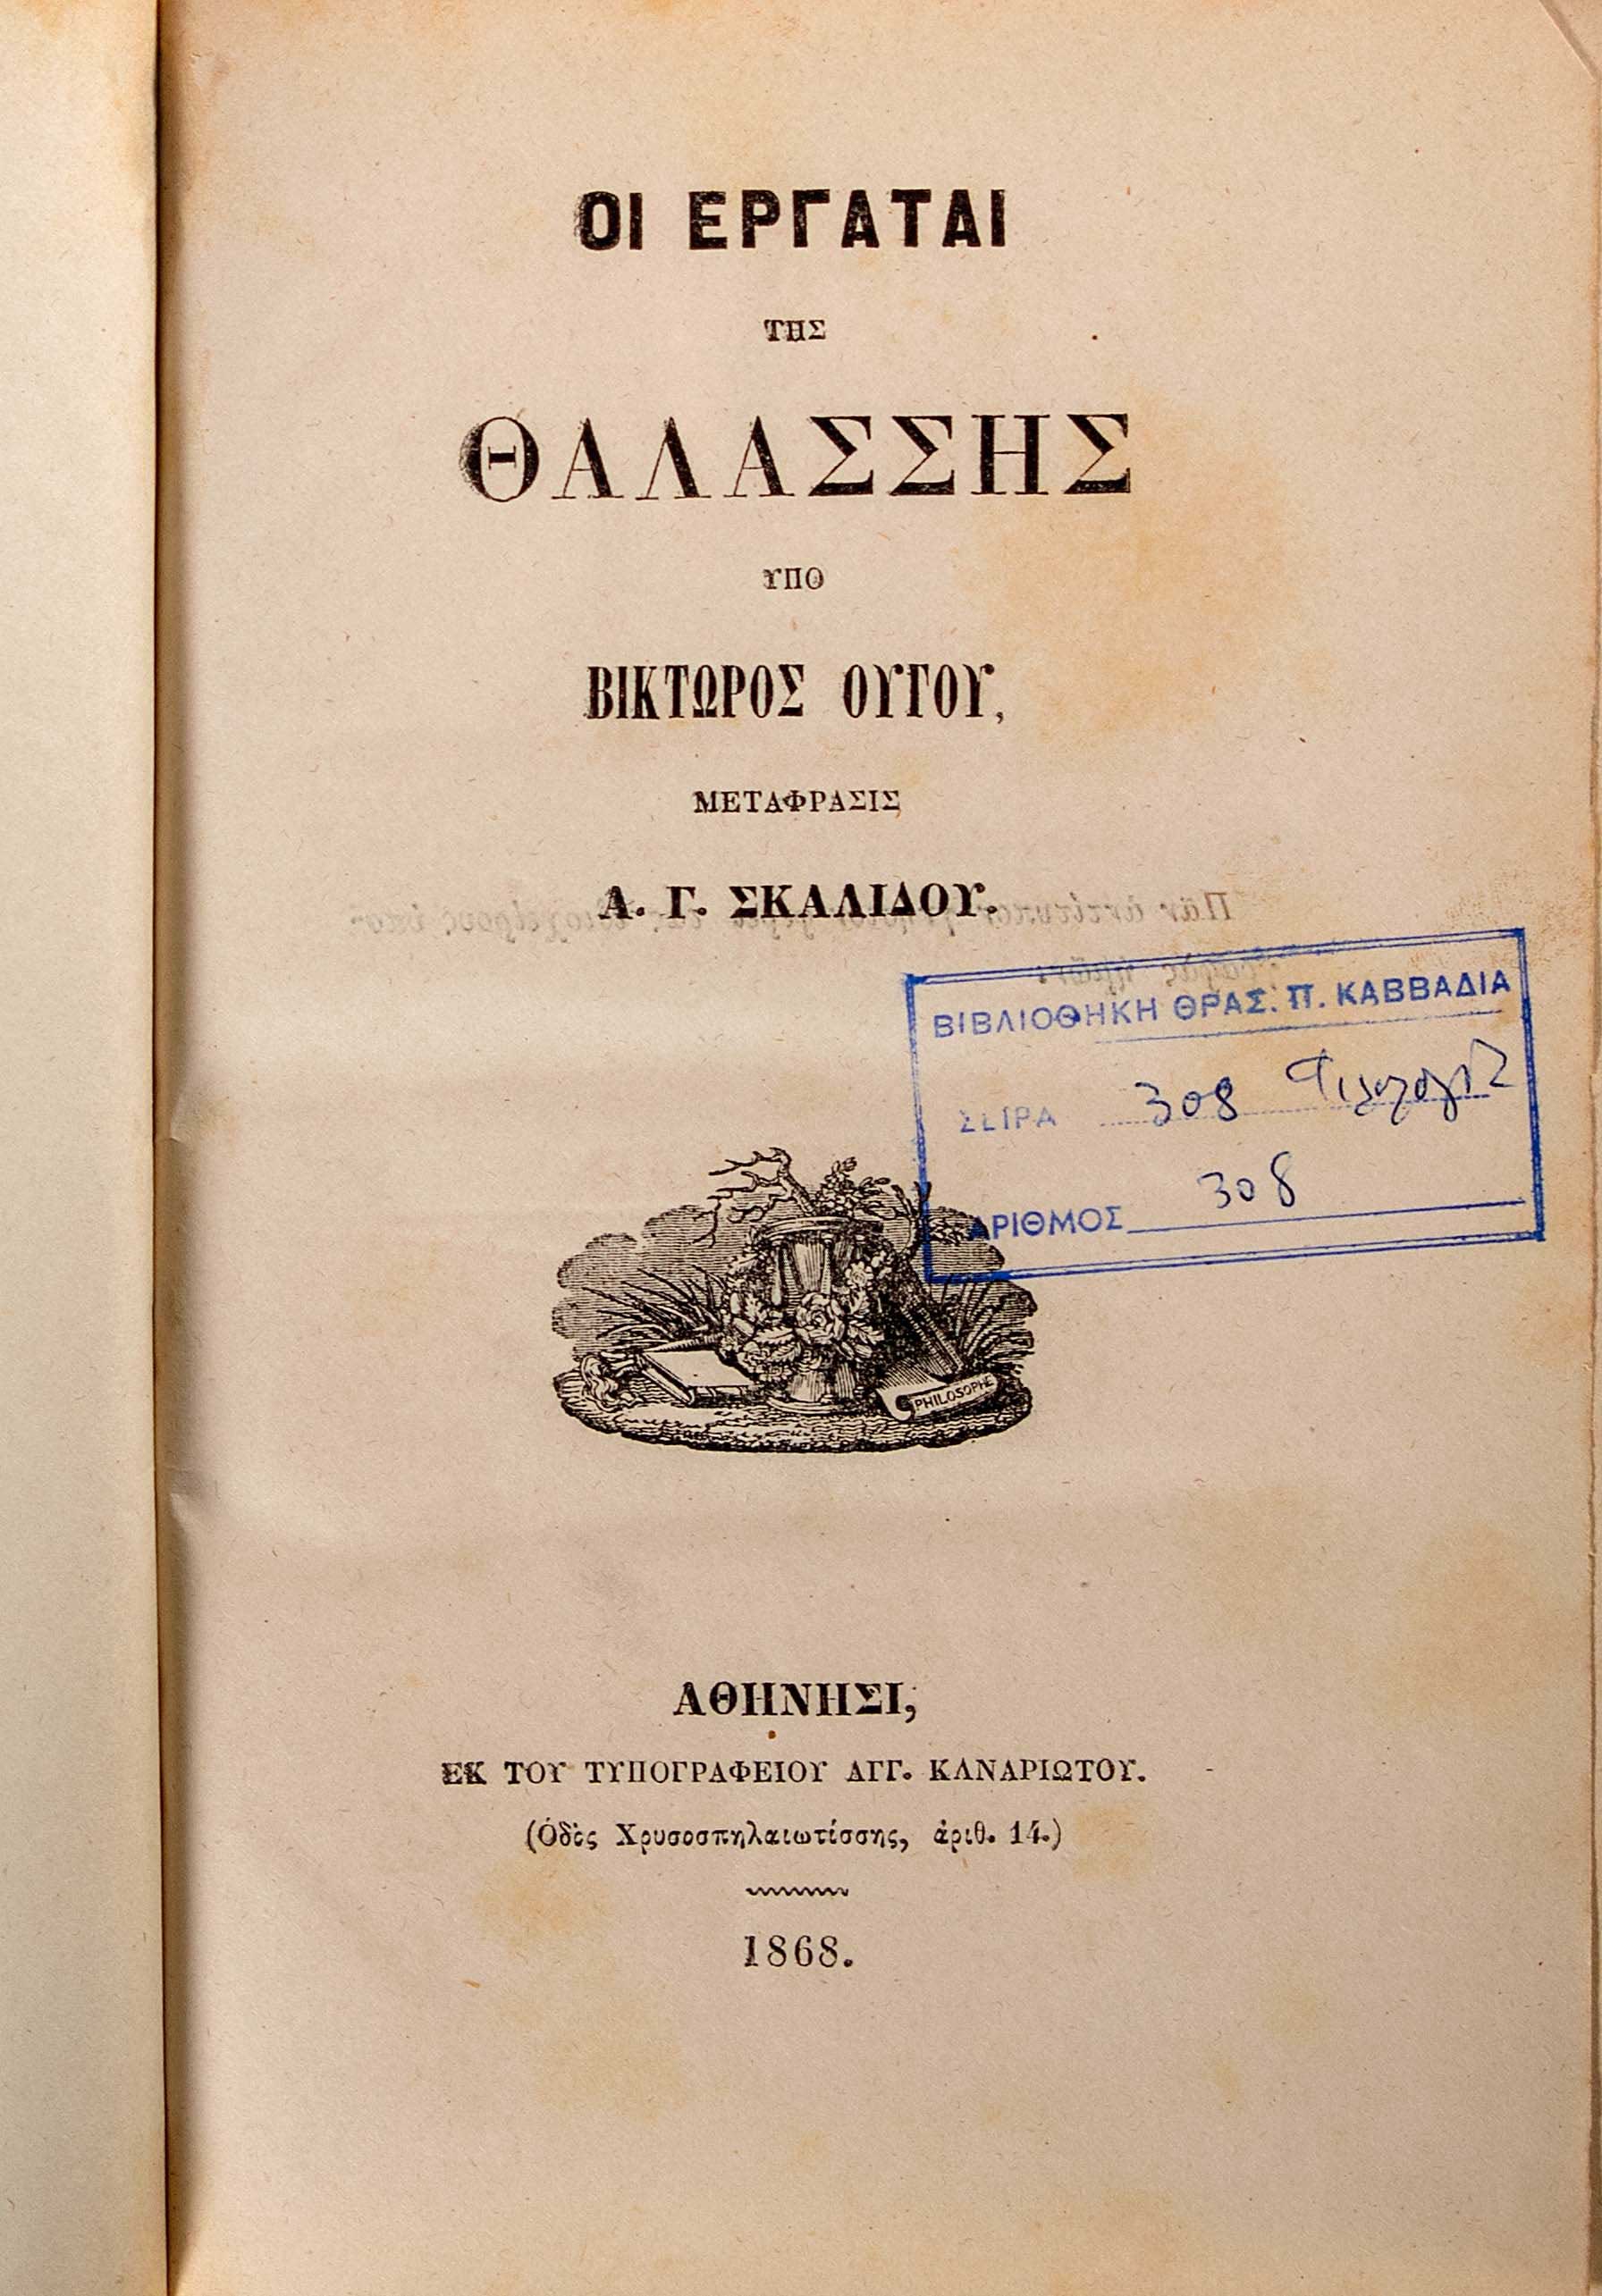 ΟΙ ΕΡΓΑΤΑΙ
ΤΗΣ
ΘΑΛΑΣΣΗΣ
ΥΠΟ
ΒΙΚΤΩΡΟΣ ΟΥΓΟΥ,
ΜΕΤΑΦΡΑΣΙΣ
Α. Γ. ΣΚΑΛΙΔΟΥ.
ΒΙΒΛΙΟΘΗΚΗ ΘΡΑΣ. Π. ΚΑΒΒΑΔΙΑ
ΣΕΙΡΑ 308
ΑΡΙΘΜΟΣ 308
PHILOSOPHE
ΑΘΗΝΗΣΙ,
ΕΚ ΤΟΥ ΤΥΠΟΓΡΑΦΕΙΟΥ ΑΓΓ. ΚΑΝΑΡΙΩΤΟΥ.
(Ὁδὸς Χρυσοσπηλαιωτίσσης, ἀριθ. 14.)
1868.